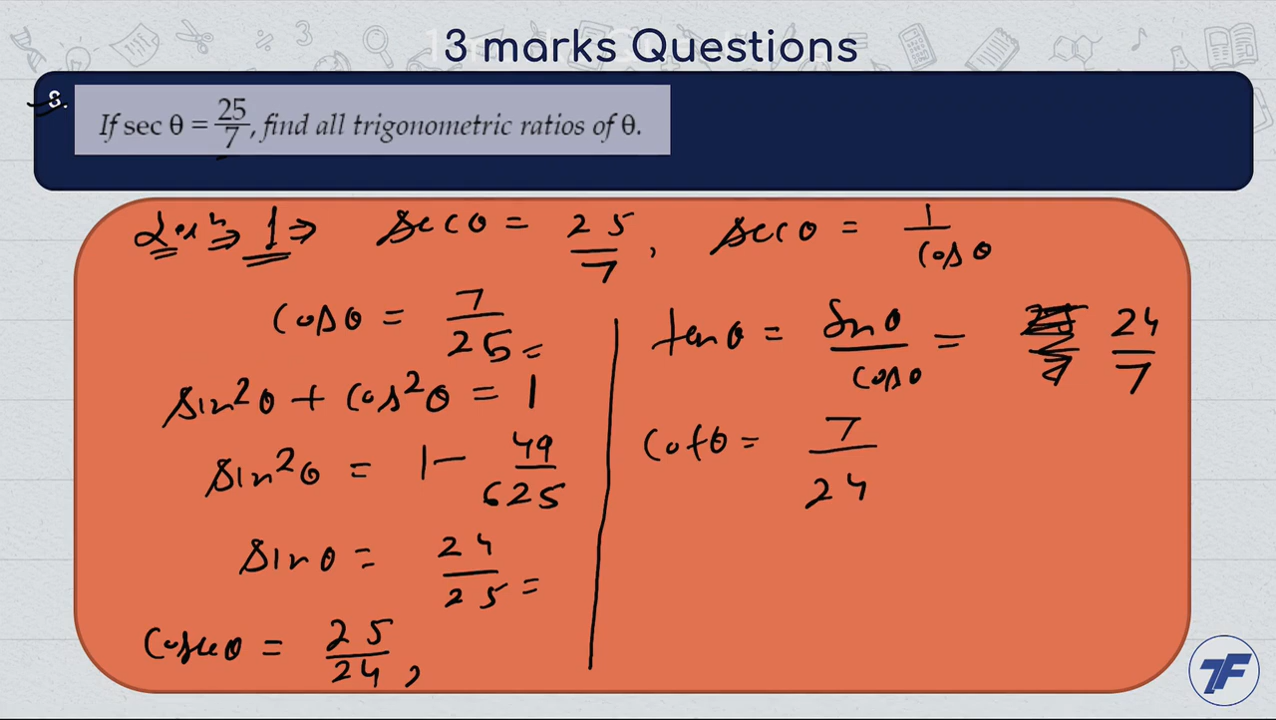 3 marks Questions
8.
If sec θ = 25/7, find all trigonometric ratios of θ.
1 ⇒ sec θ = 25/7, sec θ = 1/cos θ
cos θ = 7/25
sin²θ + cos²θ = 1
sin²θ = 1 - 49/625
sin θ = 24/25
cosec θ = 25/24,
tan θ = sin θ/cos θ = 24/7
cot θ = 7/24
7F